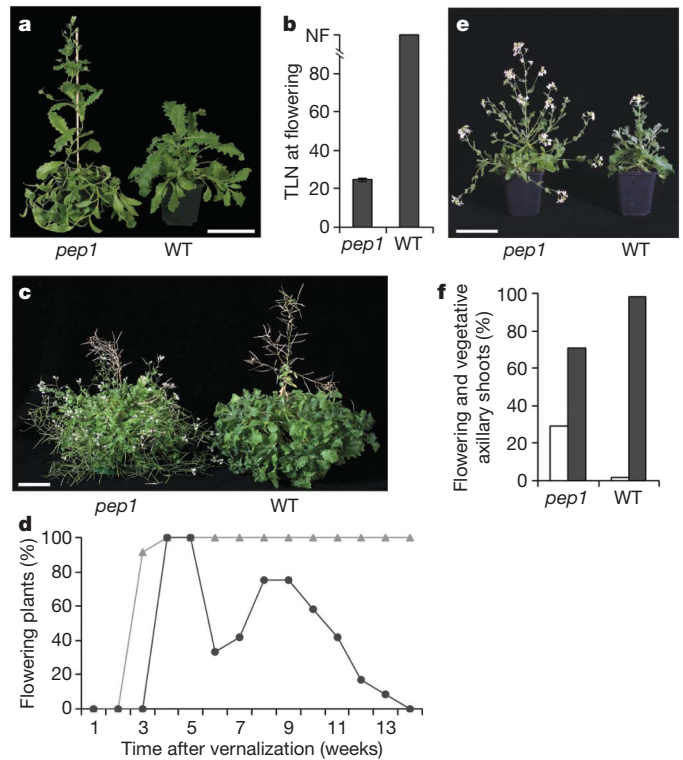 a
pep1 WT
b
TLN at flowering
NF
80
60
40
20
0
pep1 WT
e
pep1 WT
c
pep1 WT
f
Flowering and vegetative
axillary shoots (%)
100
80
60
40
20
0
pep1 WT
d
Flowering plants (%)
100
80
60
40
20
0
1 3 5 7 9 11 13
Time after vernalization (weeks)